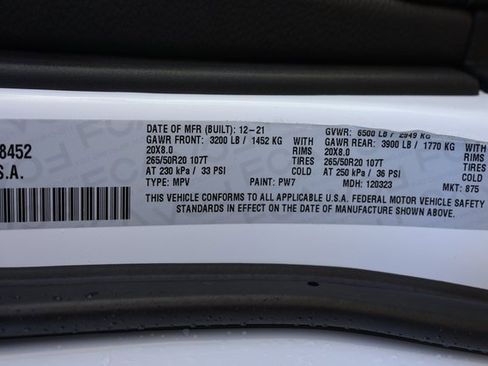 DATE OF MFR (BUILT): 12-21 GVWR: 6500 LB / 2949 KG
GAWR FRONT: 3200 LB / 1452 KG WITH GAWR REAR: 3900 LB / 1770 KG WITH
20X8.0 RIMS 20X8.0 RIMS
8452 265/50R20 107T TIRES 265/50R20 107T TIRES
S.A. AT 230 kPa / 33 PSI COLD AT 250 kPa / 36 PSI COLD
TYPE: MPV PAINT: PW7 MDH: 120323 MKT: 875
THIS VEHICLE CONFORMS TO ALL APPLICABLE U.S.A. FEDERAL MOTOR VEHICLE SAFETY
STANDARDS IN EFFECT ON THE DATE OF MANUFACTURE SHOWN ABOVE.